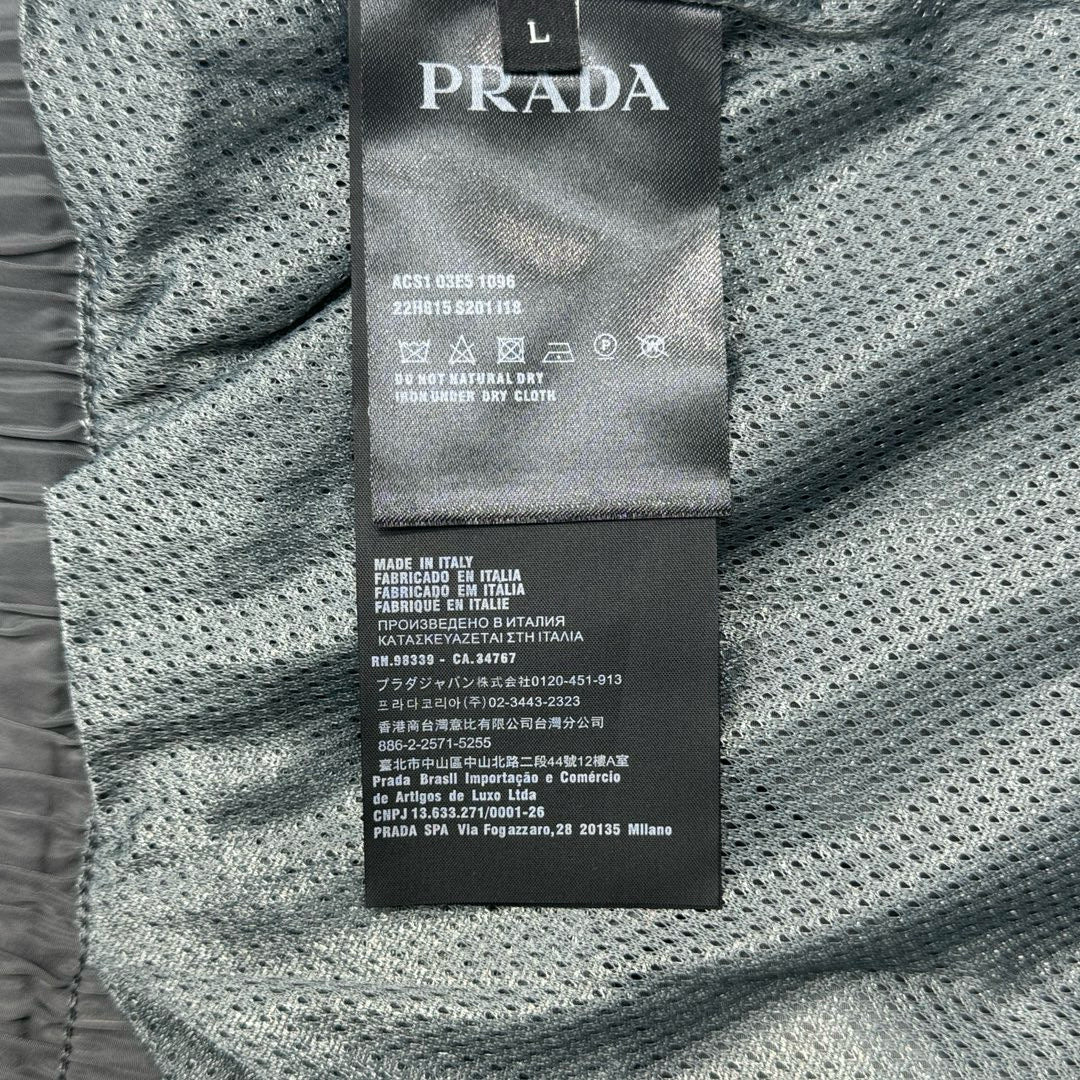 L
PRADA
ACS1 03E5 1096
22H815 S201 J18
DO NOT NATURAL DRY
IRON UNDER DRY CLOTH
MADE IN ITALY
FABRICADO EN ITALIA
FABRICADO EM ITALIA
FABRIQUE EN ITALIE
ПРОИЗВЕДЕНО В ИТАЛИЯ
ΚΑΤΑΣΚΕΥΑΖΕΤΑΙ ΣΤΗ ΙΤΑΛΙΑ
RN.98339 - CA.34767
プラダジャパン株式会社0120-451-913
프라다코리아(주)02-3443-2323
香港商台灣意比有限公司台灣分公司
886-2-2571-5255
臺北市中山區中山北路二段44號12樓A室
Prada Brasil Importação e Comércio
de Artigos de Luxo Ltda
CNPJ 13.633.271/0001-26
PRADA SPA Via Fogazzaro,28 20135 Milano